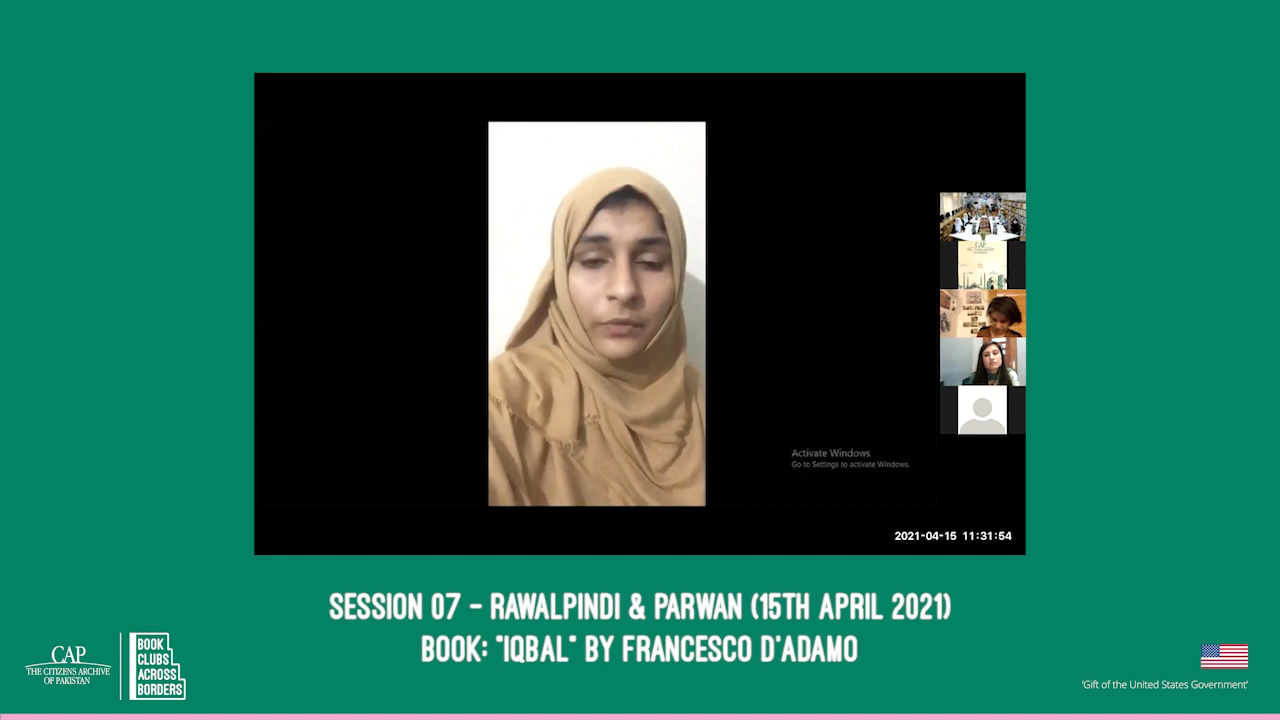 CAP
Activate Windows
Go to Settings to activate Windows.
2021-04-15 11:31:54
SESSION 07 - RAWALPINDI & PARWAN (15TH APRIL 2021)
BOOK: "IQBAL" BY FRANCESCO D'ADAMO
CAP
THE CITIZENS ARCHIVE
OF PAKISTAN
BOOK
CLUBS
ACROSS
BORDERS
'Gift of the United States Government'